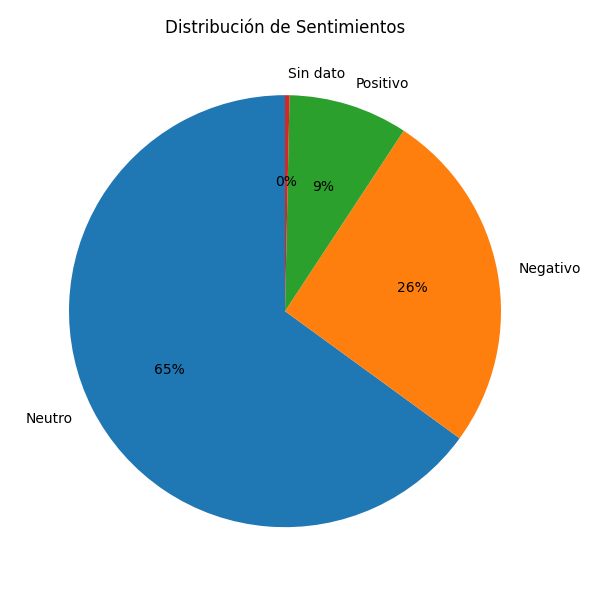 Distribución de Sentimientos
Sin dato
Positivo
0%
9%
Negativo
26%
65%
Neutro